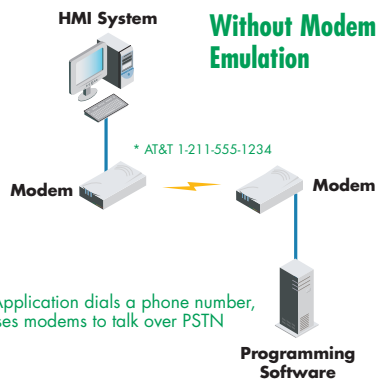 HMI System
Without Modem
Emulation
* AT&T 1-211-555-1234
Modem
Modem
Application dials a phone number,
ses modems to talk over PSTN
Programming
Software